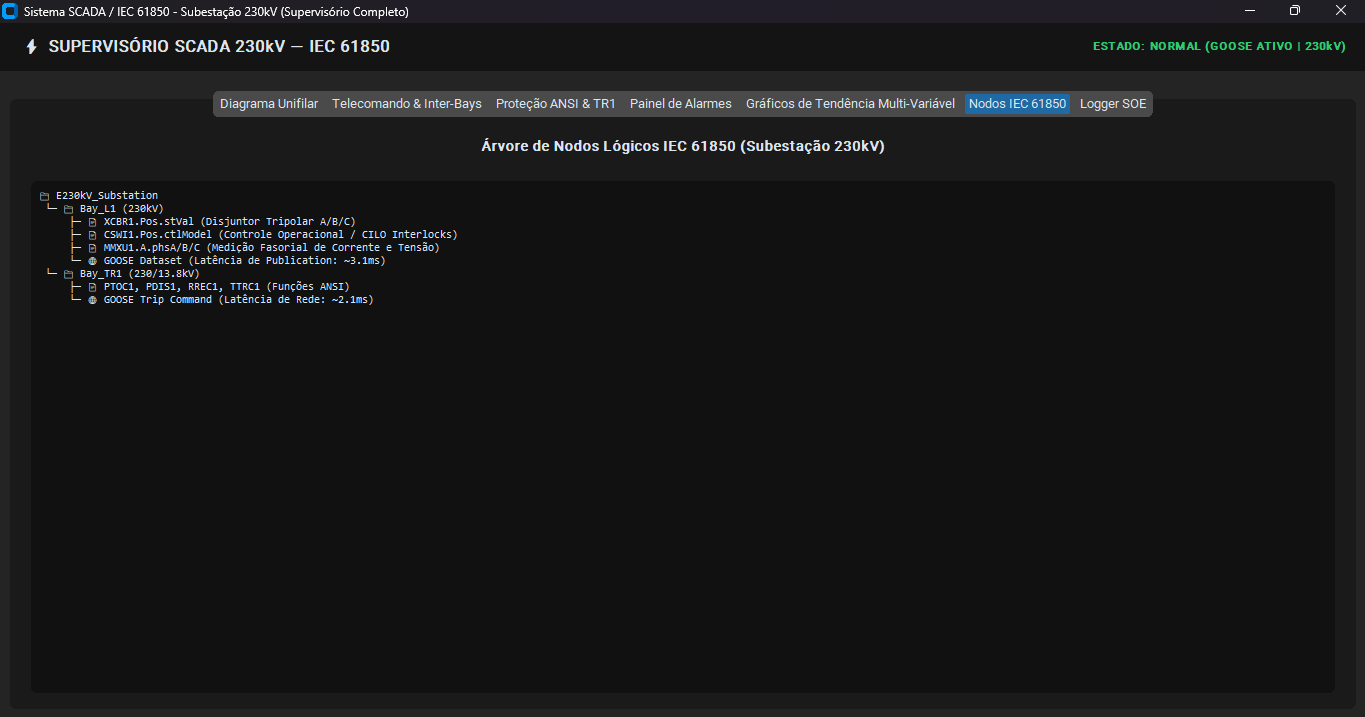 Sistema SCADA / IEC 61850 - Subestação 230kV (Supervisório Completo)
SUPERVISÓRIO SCADA 230kV — IEC 61850
ESTADO: NORMAL (GOOSE ATIVO | 230kV)
Diagrama Unifilar Telecomando & Inter-Bays Proteção ANSI & TR1 Painel de Alarmes Gráficos de Tendência Multi-Variável Nodos IEC 61850 Logger SOE
Árvore de Nodos Lógicos IEC 61850 (Subestação 230kV)
E230kV_Substation
Bay_L1 (230kV)
XCBR1.Pos.stVal (Disjuntor Tripolar A/B/C)
CSWI1.Pos.ctlModel (Controle Operacional / CILO Interlocks)
MMXU1.A.phsA/B/C (Medição Fasorial de Corrente e Tensão)
GOOSE Dataset (Latência de Publication: ~3.1ms)
Bay_TR1 (230/13.8kV)
PTOC1, PDIS1, RREC1, TTRC1 (Funções ANSI)
GOOSE Trip Command (Latência de Rede: ~2.1ms)